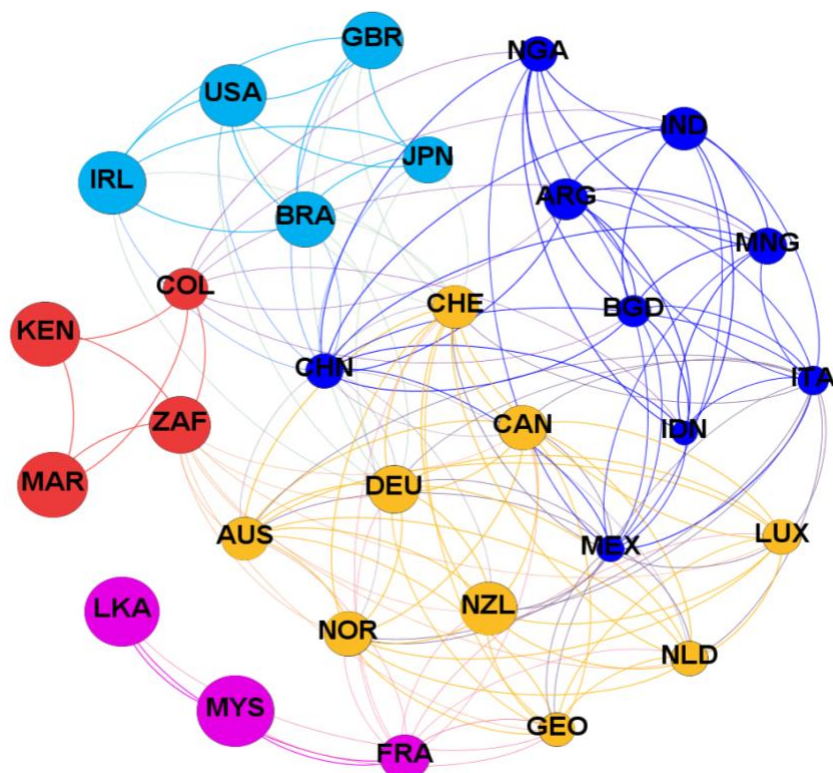 GBR
NGA
USA
IND
JPN
IRL
ARG
BRA
MNG
COL
CHE
BGD
KEN
CHN
ITA
ZAF
CAN
IDN
MAR
DEU
AUS
MEX
LUX
LKA
NZL
NOR
NLD
MYS
GEO
FRA